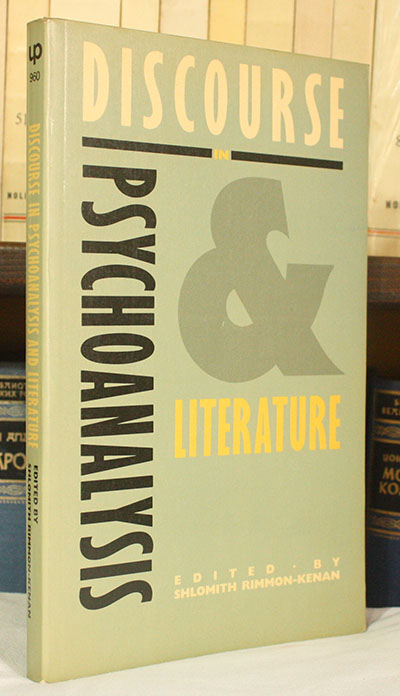 DISCOURSE
IN
PSYCHOANALYSIS
&
LITERATURE
EDITED · BY
SHLOMITH RIMMON-KENAN
UP
960
DISCOURSE IN PSYCHOANALYSIS AND LITERATURE
EDITED BY
SHLOMITH RIMMON-KENAN